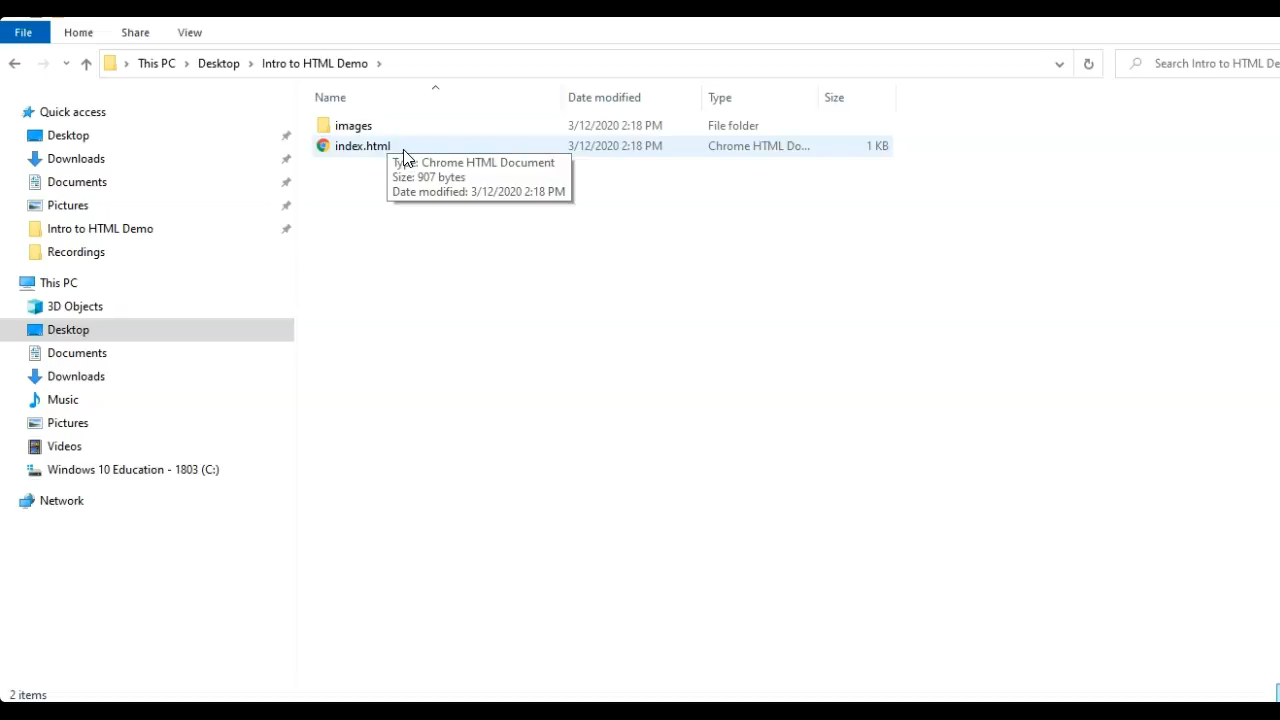 File Home Share View
This PC Desktop Intro to HTML Demo Search Intro to HTML De
Name Date modified Type Size
Quick access
Desktop
Downloads
Documents
Pictures
Intro to HTML Demo
Recordings
This PC
3D Objects
Desktop
Documents
Downloads
Music
Pictures
Videos
Windows 10 Education - 1803 (C:)
Network
images 3/12/2020 2:18 PM File folder
index.html 3/12/2020 2:18 PM Chrome HTML Do... 1 KB
Chrome HTML Document
Size: 907 bytes
Date modified: 3/12/2020 2:18 PM
2 items